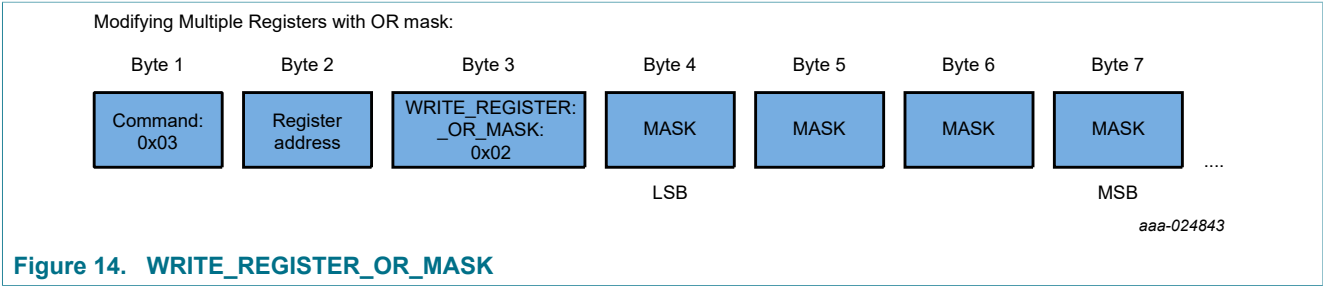 Modifying Multiple Registers with OR mask:
Byte 1 Byte 2 Byte 3 Byte 4 Byte 5 Byte 6 Byte 7
Command:
0x03
Register
address
WRITE_REGISTER:
_OR_MASK:
0x02
MASK
MASK
MASK
MASK
....
LSB MSB
aaa-024843
Figure 14. WRITE_REGISTER_OR_MASK